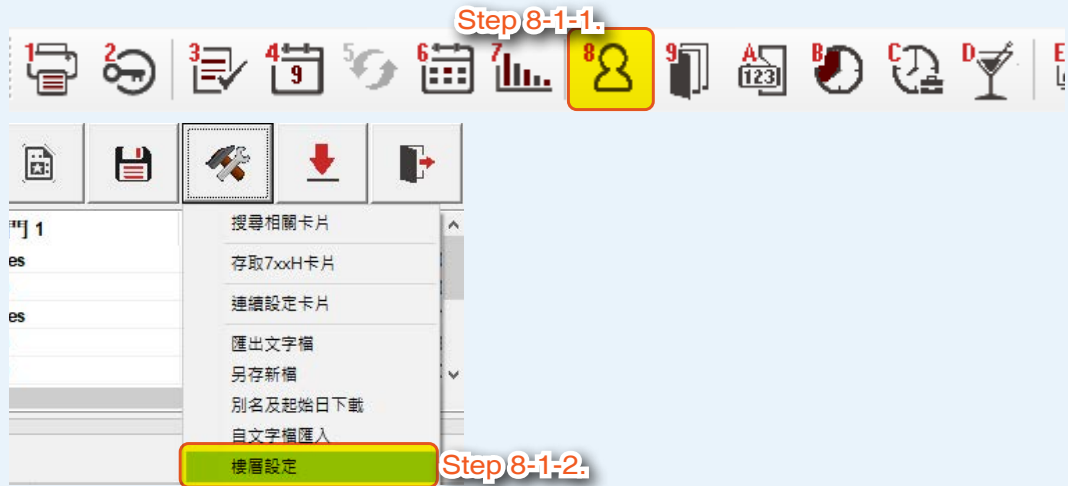 Step 8-1-1.
1 2 3 4 9 5 6 7 8 9 A 123 B C D E
門 1
es
es
搜尋相關卡片
存取7xxH卡片
連續設定卡片
匯出文字檔
另存新檔
別名及起始日下載
自文字檔匯入
樓層設定
Step 8-1-2.